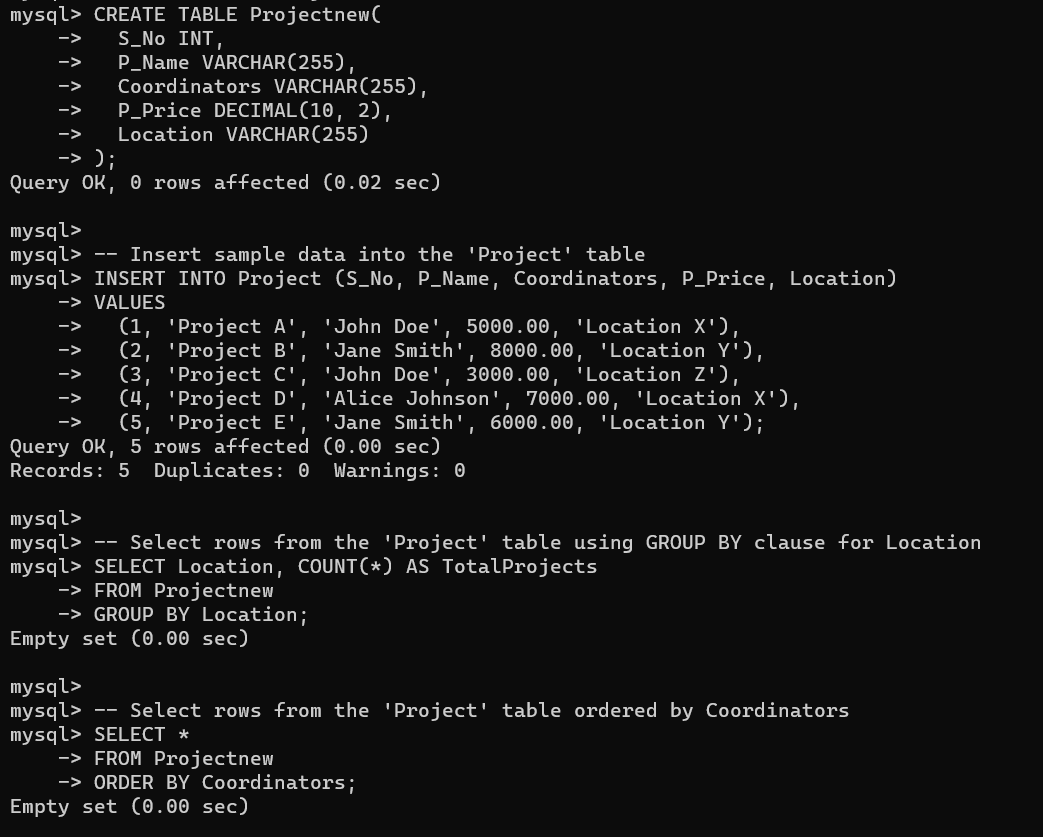 mysql> CREATE TABLE Projectnew(
    ->   S_No INT,
    ->   P_Name VARCHAR(255),
    ->   Coordinators VARCHAR(255),
    ->   P_Price DECIMAL(10, 2),
    ->   Location VARCHAR(255)
    -> );
Query OK, 0 rows affected (0.02 sec)

mysql>
mysql> -- Insert sample data into the 'Project' table
mysql> INSERT INTO Project (S_No, P_Name, Coordinators, P_Price, Location)
    -> VALUES
    ->   (1, 'Project A', 'John Doe', 5000.00, 'Location X'),
    ->   (2, 'Project B', 'Jane Smith', 8000.00, 'Location Y'),
    ->   (3, 'Project C', 'John Doe', 3000.00, 'Location Z'),
    ->   (4, 'Project D', 'Alice Johnson', 7000.00, 'Location X'),
    ->   (5, 'Project E', 'Jane Smith', 6000.00, 'Location Y');
Query OK, 5 rows affected (0.00 sec)
Records: 5  Duplicates: 0  Warnings: 0

mysql>
mysql> -- Select rows from the 'Project' table using GROUP BY clause for Location
mysql> SELECT Location, COUNT(*) AS TotalProjects
    -> FROM Projectnew
    -> GROUP BY Location;
Empty set (0.00 sec)

mysql>
mysql> -- Select rows from the 'Project' table ordered by Coordinators
mysql> SELECT *
    -> FROM Projectnew
    -> ORDER BY Coordinators;
Empty set (0.00 sec)